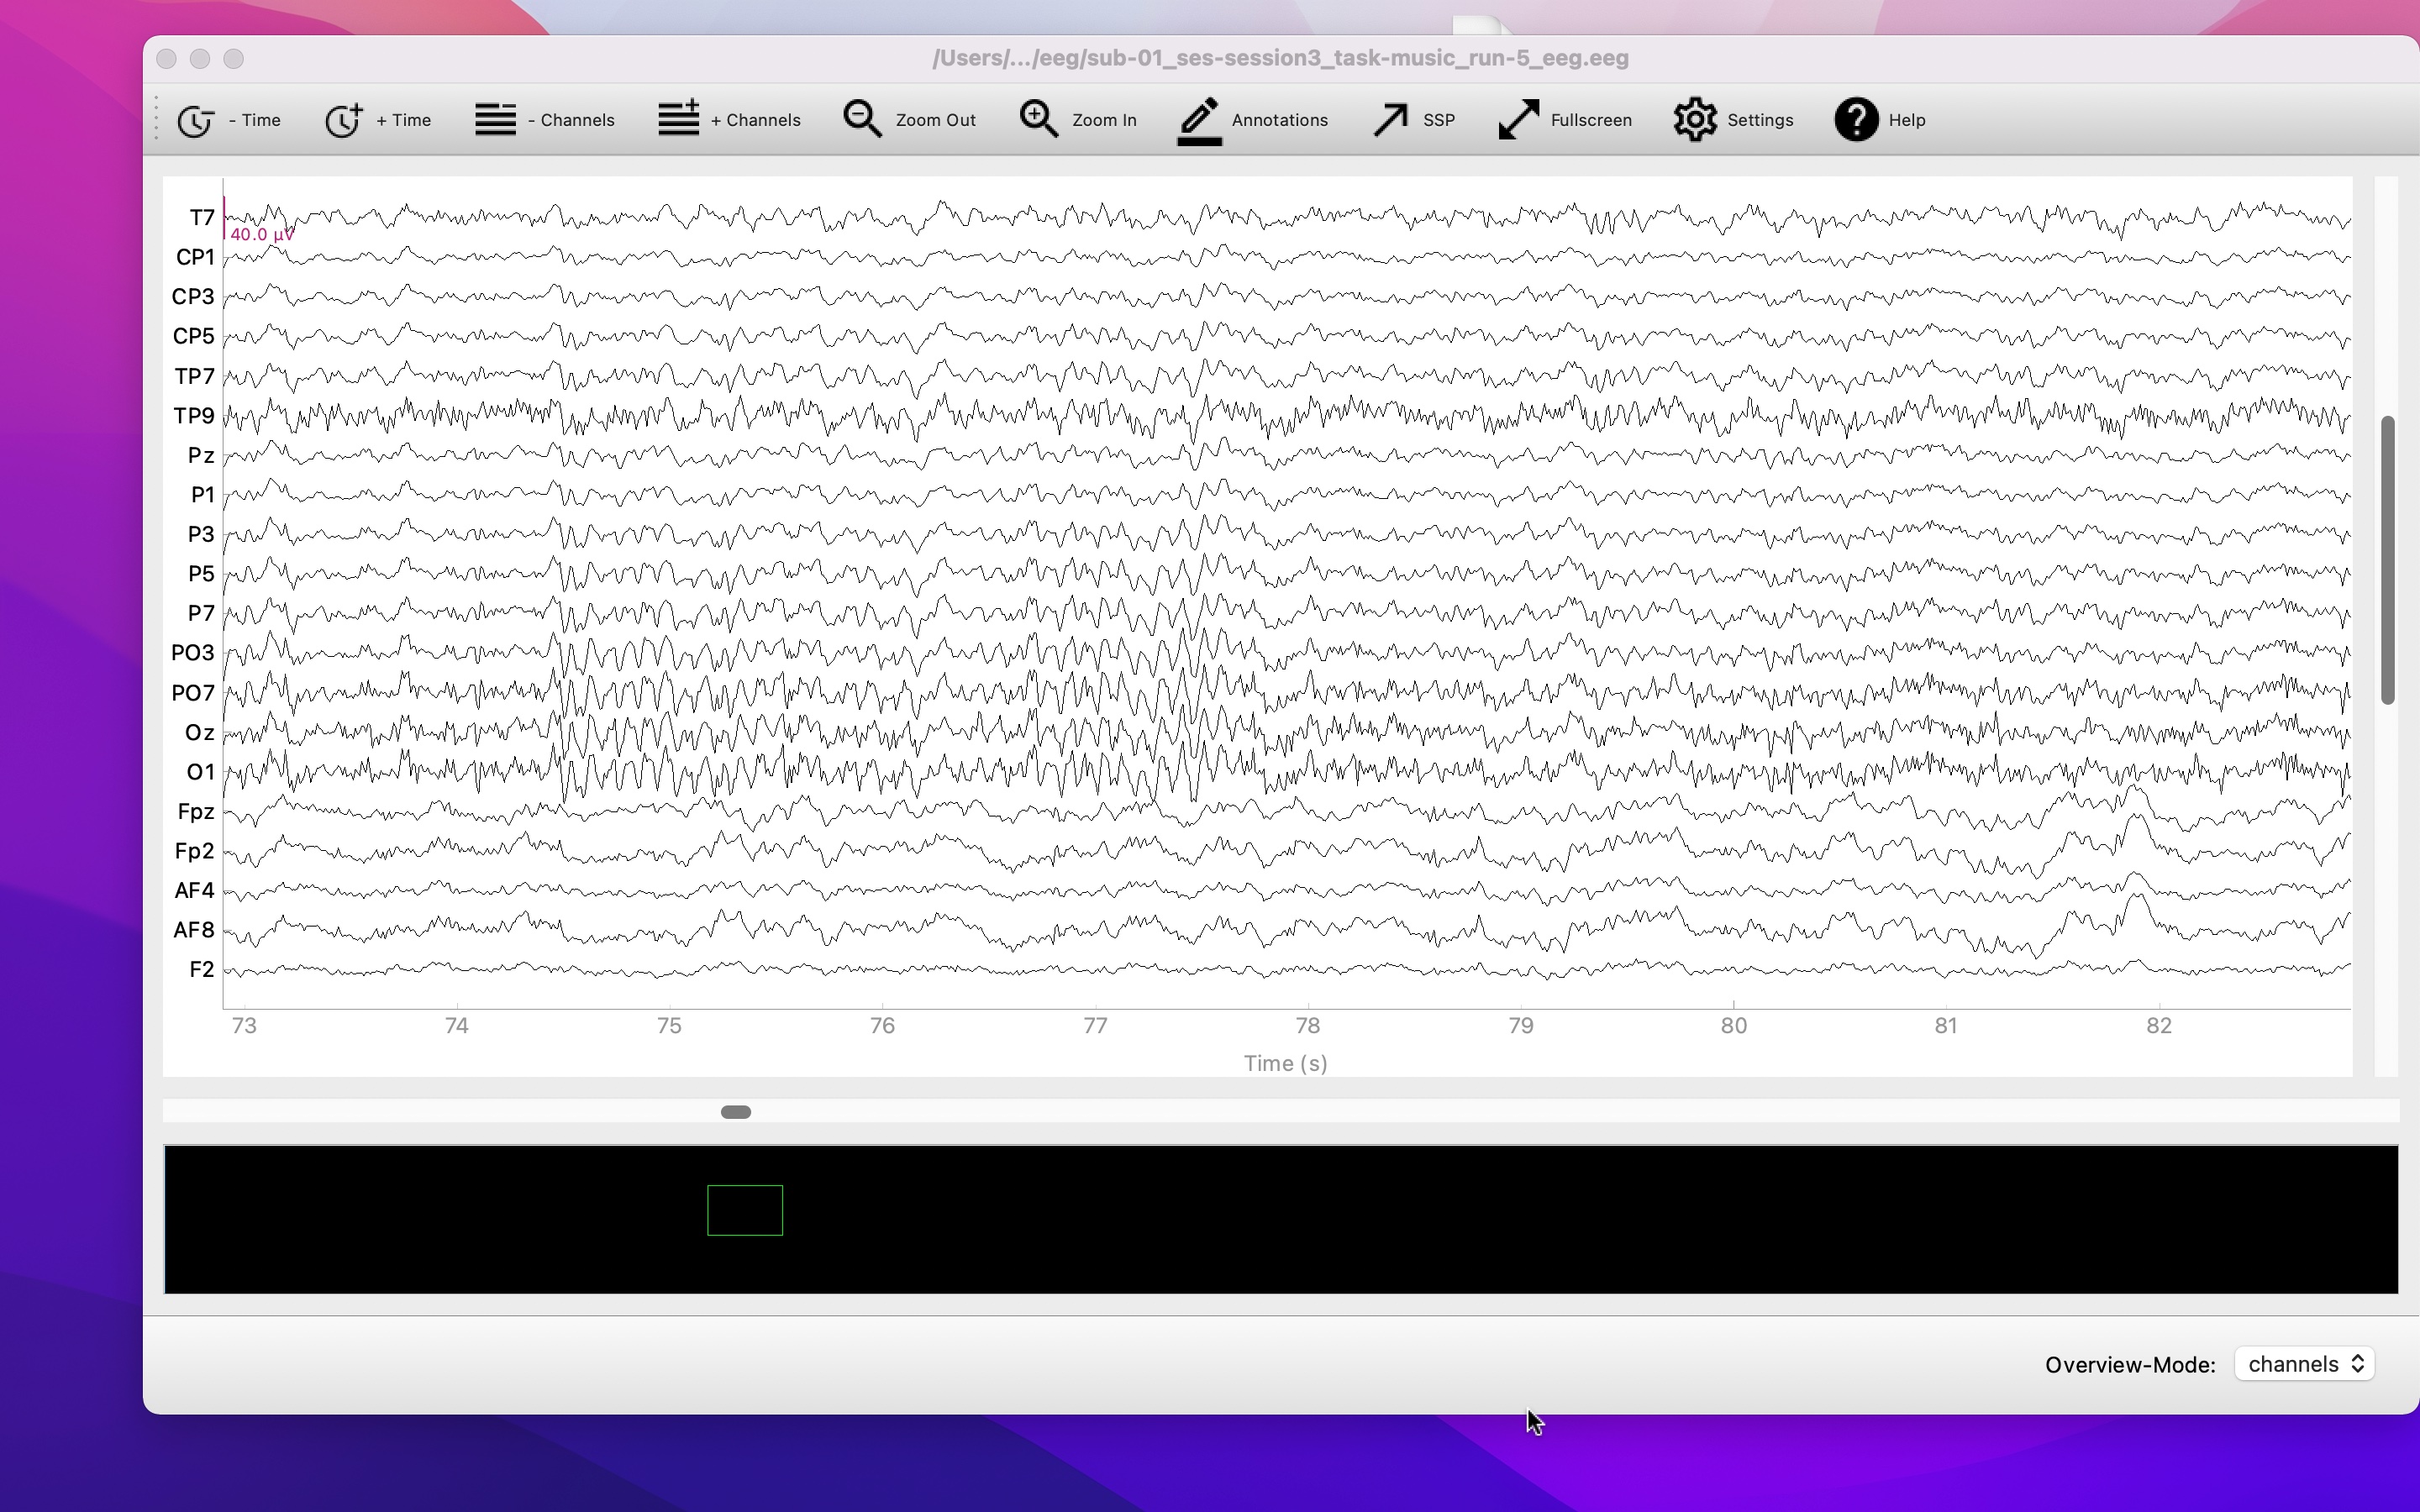 /Users/.../eeg/sub-01_ses-session3_task-music_run-5_eeg.eeg
- Time + Time - Channels + Channels Zoom Out Zoom In Annotations SSP Fullscreen Settings Help
T7
40.0 µV
CP1
CP3
CP5
TP7
TP9
Pz
P1
P3
P5
P7
PO3
PO7
Oz
O1
Fpz
Fp2
AF4
AF8
F2
73 74 75 76 77 78 79 80 81 82
Time (s)
Overview-Mode: channels